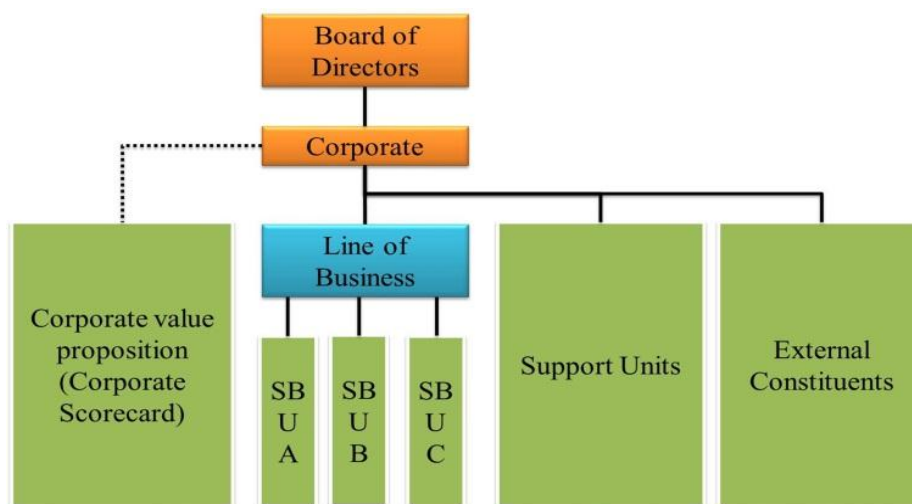 Board of
Directors
Corporate
Corporate value
proposition
(Corporate
Scorecard)
Line of
Business
SB
U
A
SB
U
B
SB
U
C
Support Units
External
Constituents